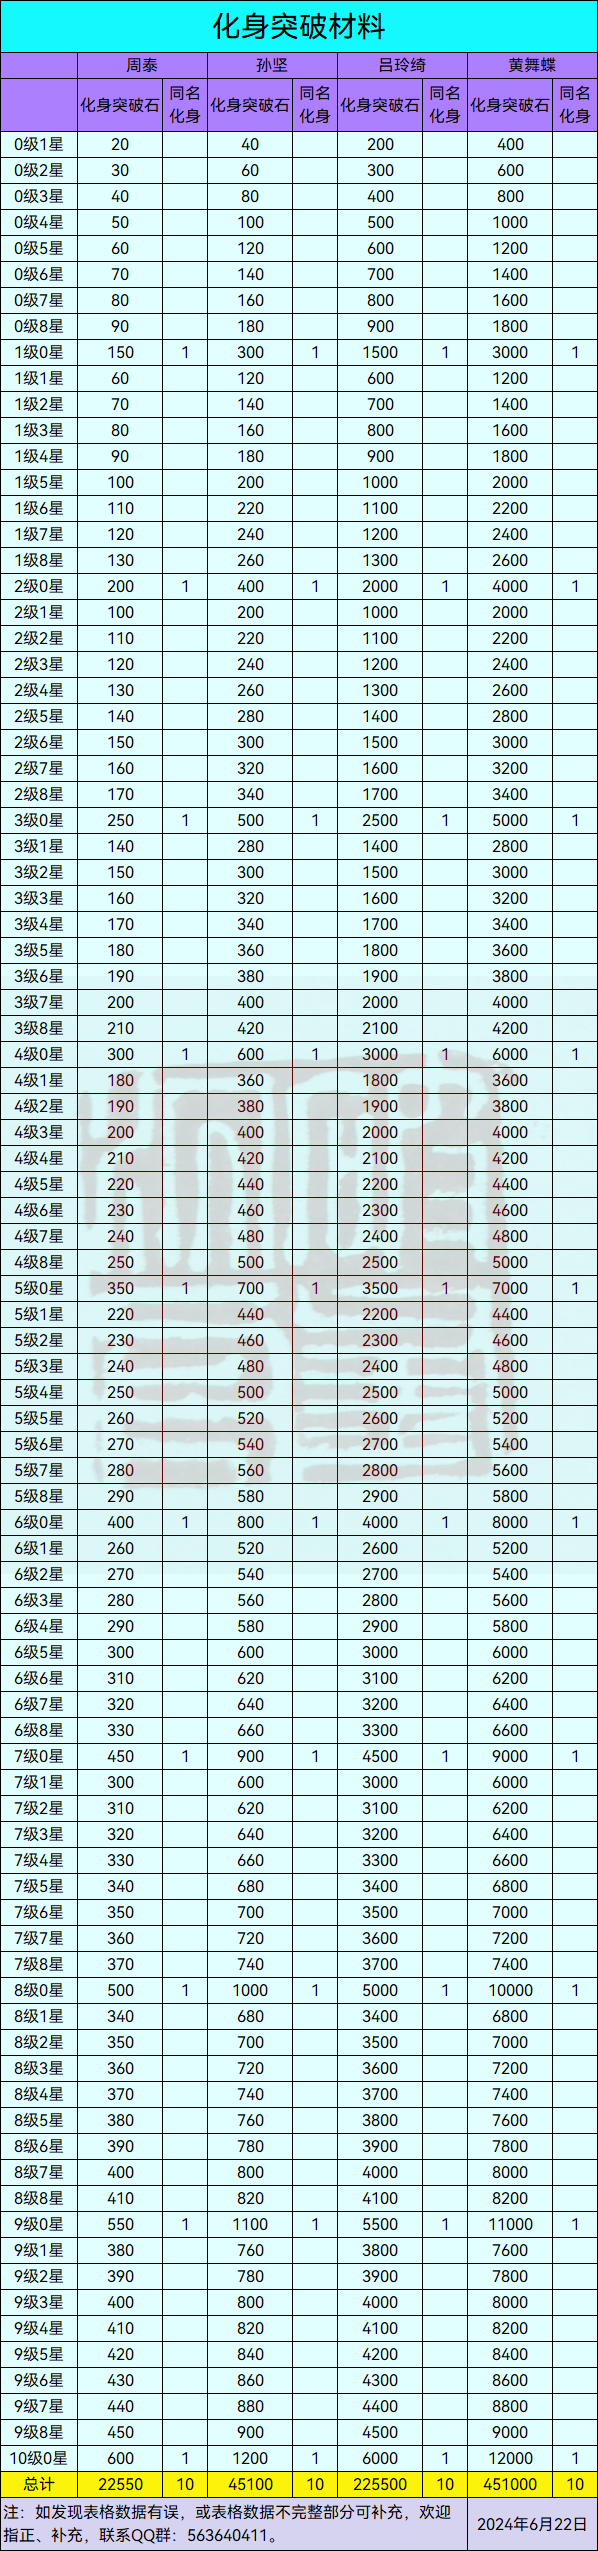 化身突破材料
周泰 孙坚 吕玲绮 黄舞蝶
化身突破石 同名化身 化身突破石 同名化身 化身突破石 同名化身 化身突破石 同名化身
0级1星 20 40 200 400
0级2星 30 60 300 600
0级3星 40 80 400 800
0级4星 50 100 500 1000
0级5星 60 120 600 1200
0级6星 70 140 700 1400
0级7星 80 160 800 1600
0级8星 90 180 900 1800
1级0星 150 1 300 1 1500 1 3000 1
1级1星 60 120 600 1200
1级2星 70 140 700 1400
1级3星 80 160 800 1600
1级4星 90 180 900 1800
1级5星 100 200 1000 2000
1级6星 110 220 1100 2200
1级7星 120 240 1200 2400
1级8星 130 260 1300 2600
2级0星 200 1 400 1 2000 1 4000 1
2级1星 100 200 1000 2000
2级2星 110 220 1100 2200
2级3星 120 240 1200 2400
2级4星 130 260 1300 2600
2级5星 140 280 1400 2800
2级6星 150 300 1500 3000
2级7星 160 320 1600 3200
2级8星 170 340 1700 3400
3级0星 250 1 500 1 2500 1 5000 1
3级1星 140 280 1400 2800
3级2星 150 300 1500 3000
3级3星 160 320 1600 3200
3级4星 170 340 1700 3400
3级5星 180 360 1800 3600
3级6星 190 380 1900 3800
3级7星 200 400 2000 4000
3级8星 210 420 2100 4200
4级0星 300 1 600 1 3000 1 6000 1
4级1星 180 360 1800 3600
4级2星 190 380 1900 3800
4级3星 200 400 2000 4000
4级4星 210 420 2100 4200
4级5星 220 440 2200 4400
4级6星 230 460 2300 4600
4级7星 240 480 2400 4800
4级8星 250 500 2500 5000
5级0星 350 1 700 1 3500 1 7000 1
5级1星 220 440 2200 4400
5级2星 230 460 2300 4600
5级3星 240 480 2400 4800
5级4星 250 500 2500 5000
5级5星 260 520 2600 5200
5级6星 270 540 2700 5400
5级7星 280 560 2800 5600
5级8星 290 580 2900 5800
6级0星 400 1 800 1 4000 1 8000 1
6级1星 260 520 2600 5200
6级2星 270 540 2700 5400
6级3星 280 560 2800 5600
6级4星 290 580 2900 5800
6级5星 300 600 3000 6000
6级6星 310 620 3100 6200
6级7星 320 640 3200 6400
6级8星 330 660 3300 6600
7级0星 450 1 900 1 4500 1 9000 1
7级1星 300 600 3000 6000
7级2星 310 620 3100 6200
7级3星 320 640 3200 6400
7级4星 330 660 3300 6600
7级5星 340 680 3400 6800
7级6星 350 700 3500 7000
7级7星 360 720 3600 7200
7级8星 370 740 3700 7400
8级0星 500 1 1000 1 5000 1 10000 1
8级1星 340 680 3400 6800
8级2星 350 700 3500 7000
8级3星 360 720 3600 7200
8级4星 370 740 3700 7400
8级5星 380 760 3800 7600
8级6星 390 780 3900 7800
8级7星 400 800 4000 8000
8级8星 410 820 4100 8200
9级0星 550 1 1100 1 5500 1 11000 1
9级1星 380 760 3800 7600
9级2星 390 780 3900 7800
9级3星 400 800 4000 8000
9级4星 410 820 4100 8200
9级5星 420 840 4200 8400
9级6星 430 860 4300 8600
9级7星 440 880 4400 8800
9级8星 450 900 4500 9000
10级0星 600 1 1200 1 6000 1 12000 1
总计 22550 10 45100 10 225500 10 451000 10
注：如发现表格数据有误，或表格数据不完整部分可补充，欢迎
指正、补充，联系QQ群：563640411。
2024年6月22日